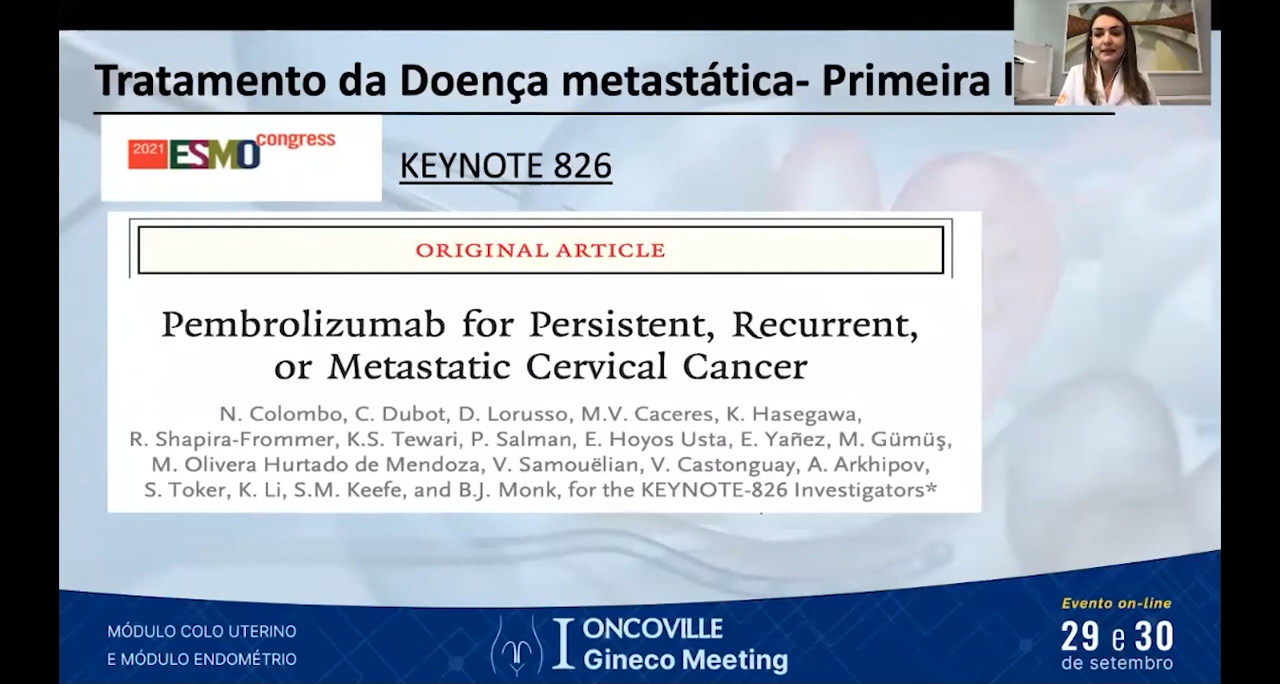 Tratamento da Doença metastática- Primeira
2021 ESMO congress
KEYNOTE 826
ORIGINAL ARTICLE
Pembrolizumab for Persistent, Recurrent,
or Metastatic Cervical Cancer
N. Colombo, C. Dubot, D. Lorusso, M.V. Caceres, K. Hasegawa,
R. Shapira-Frommer, K.S. Tewari, P. Salman, E. Hoyos Usta, E. Yañez, M. Gümüş,
M. Olivera Hurtado de Mendoza, V. Samouëlian, V. Castonguay, A. Arkhipov,
S. Toker, K. Li, S.M. Keefe, and B.J. Monk, for the KEYNOTE-826 Investigators*
MÓDULO COLO UTERINO
E MÓDULO ENDOMÉTRIO
I ONCOVILLE
Gineco Meeting
Evento on-line
29 e 30
de setembro